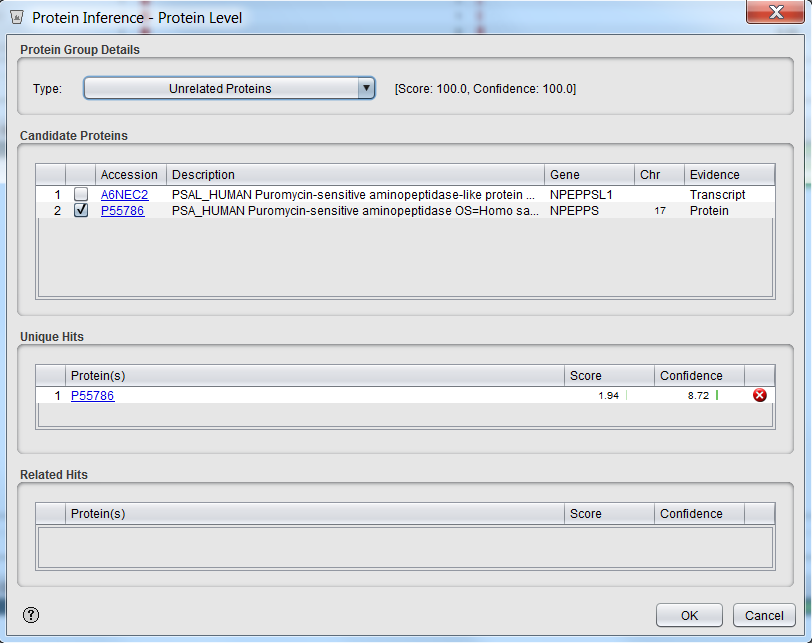 Protein Inference - Protein Level
Protein Group Details
Type: Unrelated Proteins [Score: 100.0, Confidence: 100.0]
Candidate Proteins
Accession Description Gene Chr Evidence
1 A6NEC2 PSAL_HUMAN Puromycin-sensitive aminopeptidase-like protein ... NPEPPSL1 Transcript
2 P55786 PSA_HUMAN Puromycin-sensitive aminopeptidase OS=Homo sa... NPEPPS 17 Protein
Unique Hits
Protein(s) Score Confidence
1 P55786 1.94 8.72
Related Hits
Protein(s) Score Confidence
?
OK Cancel